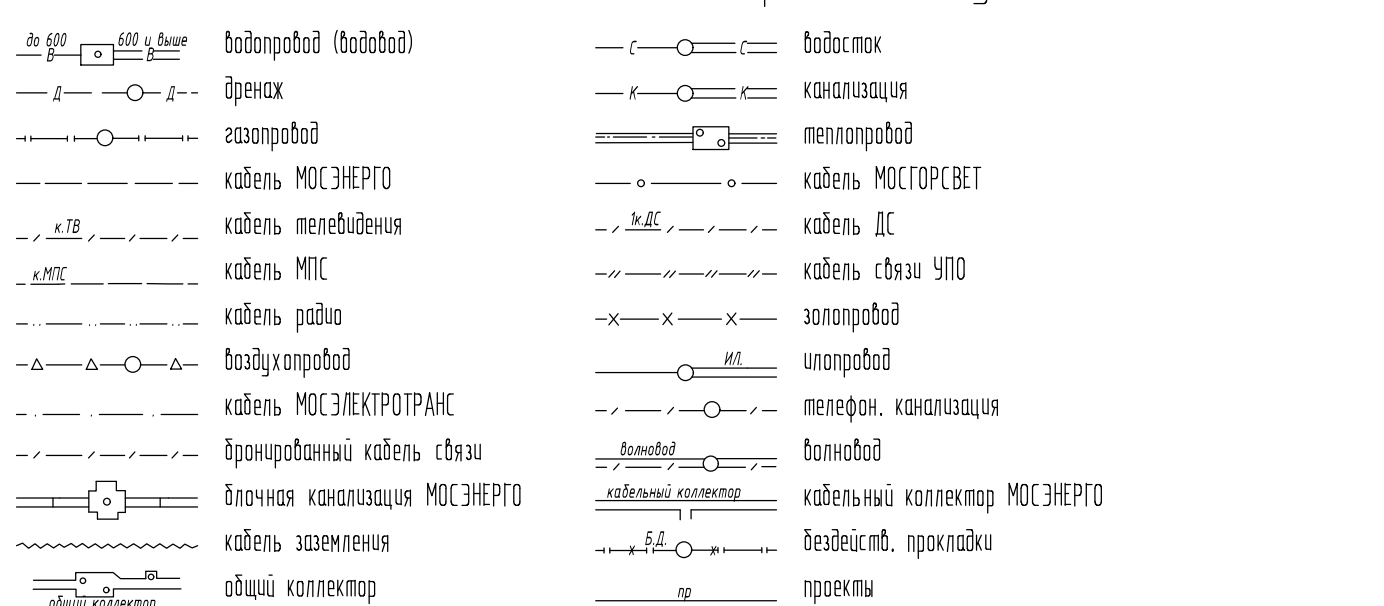 до 600 В 600 и выше В водопровод (водовод)
Д Д дренаж
газопровод
кабель МОСЭНЕРГО
к.ТВ кабель телевидения
к.МПС кабель МПС
кабель радио
воздухопровод
кабель МОСЭЛЕКТРОТРАНС
бронированный кабель связи
блочная канализация МОСЭНЕРГО
кабель заземления
общий коллектор
общий коллектор
С С водосток
К К канализация
теплопровод
кабель МОСГОРСВЕТ
1к.ДС кабель ДС
кабель связи УПО
золопровод
ИЛ. илопровод
телефон. канализация
волновод волновод
кабельный коллектор кабельный коллектор МОСЭНЕРГО
Б.Д. бездейств. прокладки
пр проекты